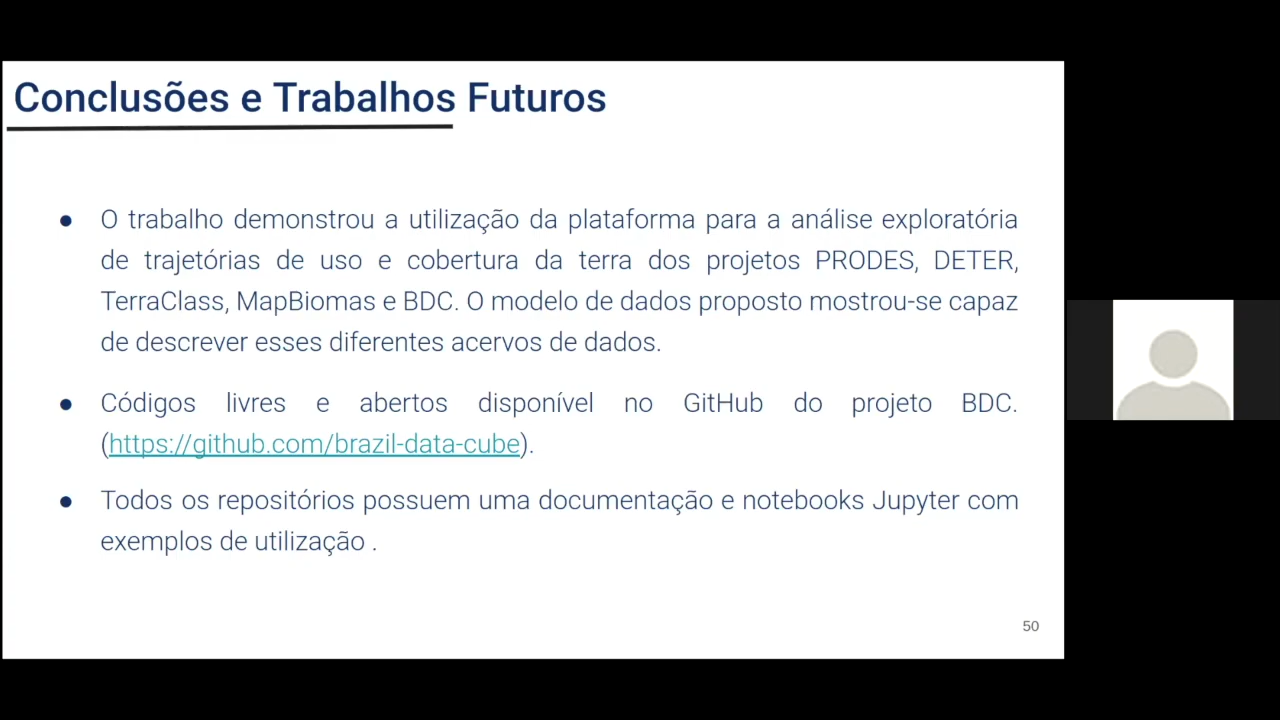 Conclusões e Trabalhos Futuros
● O trabalho demonstrou a utilização da plataforma para a análise exploratória
de trajetórias de uso e cobertura da terra dos projetos PRODES, DETER,
TerraClass, MapBiomas e BDC. O modelo de dados proposto mostrou-se capaz
de descrever esses diferentes acervos de dados.
● Códigos livres e abertos disponível no GitHub do projeto BDC.
(https://github.com/brazil-data-cube).
● Todos os repositórios possuem uma documentação e notebooks Jupyter com
exemplos de utilização .
50